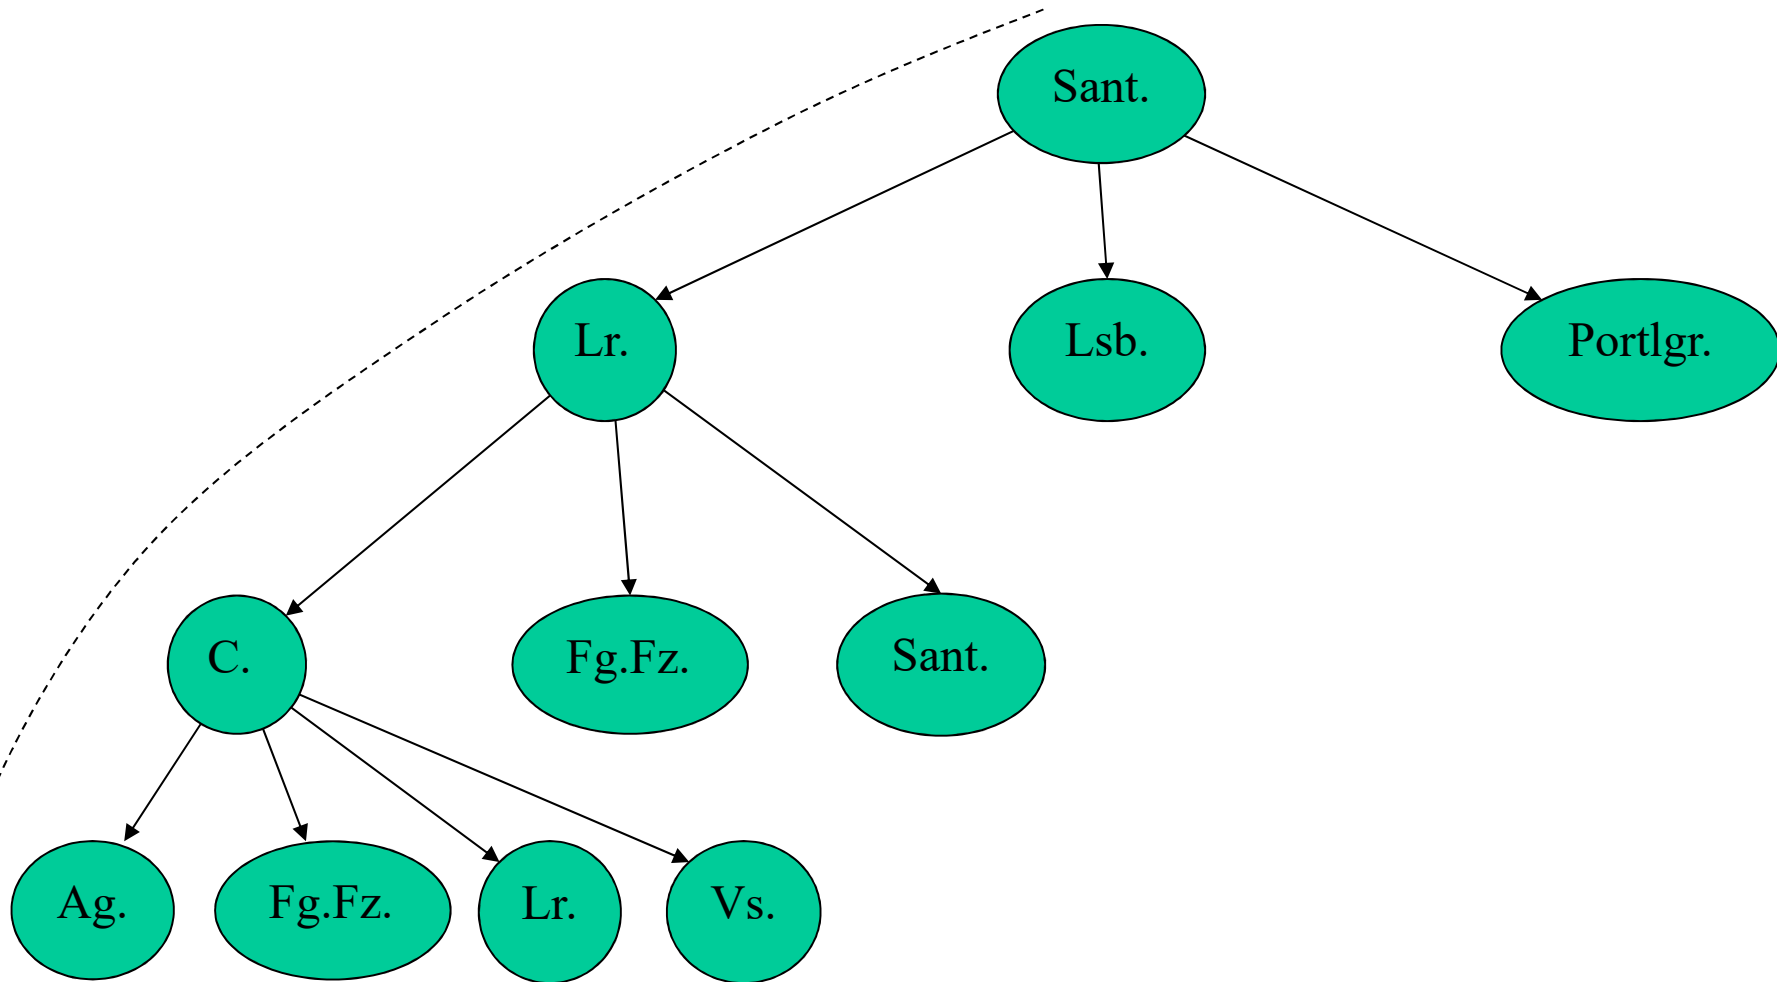 Sant.
Lr.
Lsb.
Portlgr.
C.
Fg.Fz.
Sant.
Ag.
Fg.Fz.
Lr.
Vs.